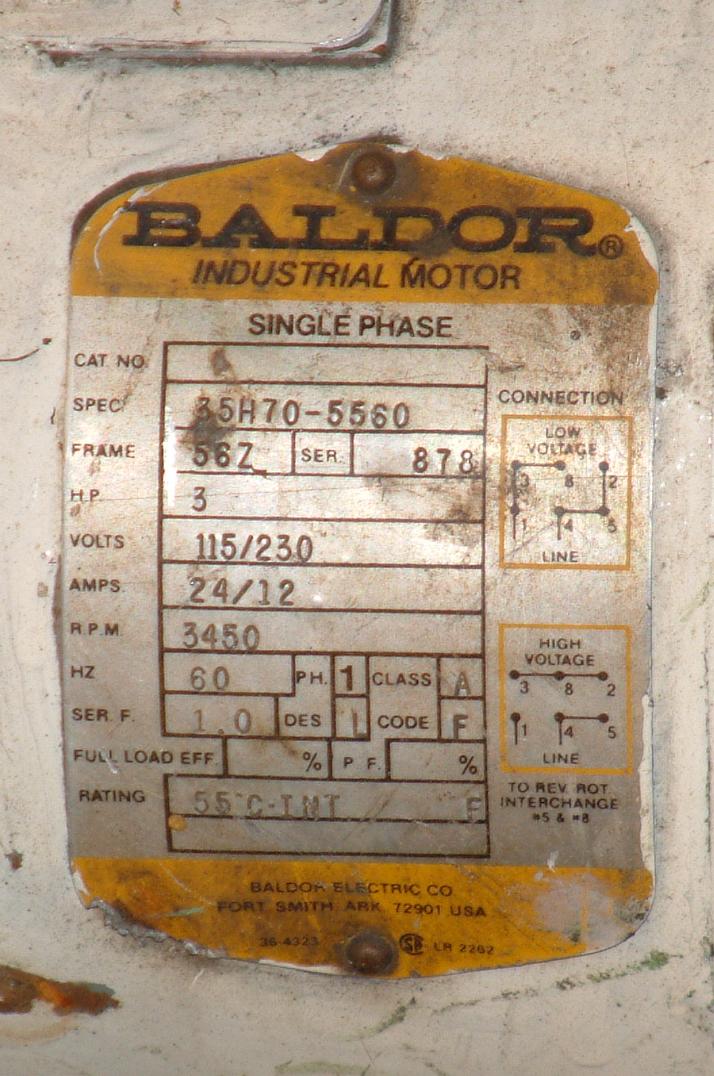 BALDOR®
INDUSTRIAL MOTOR
SINGLE PHASE
CAT NO.
SPEC. 35H70-5560
FRAME 56Z SER. 878
H.P. 3
VOLTS 115/230
AMPS. 24/12
R.P.M. 3450
HZ 60 PH. 1 CLASS A
SER. F. 1.0 DES L CODE F
FULL LOAD EFF. % P F. %
RATING 55°C-INT F
CONNECTION
LOW
VOLTAGE
3 8 2
1 4 5
LINE
HIGH
VOLTAGE
3 8 2
1 4 5
LINE
TO REV. ROT.
INTERCHANGE
#5 & #8
BALDOR ELECTRIC CO
FORT SMITH, ARK. 72901 USA
36-4323 LR 2262